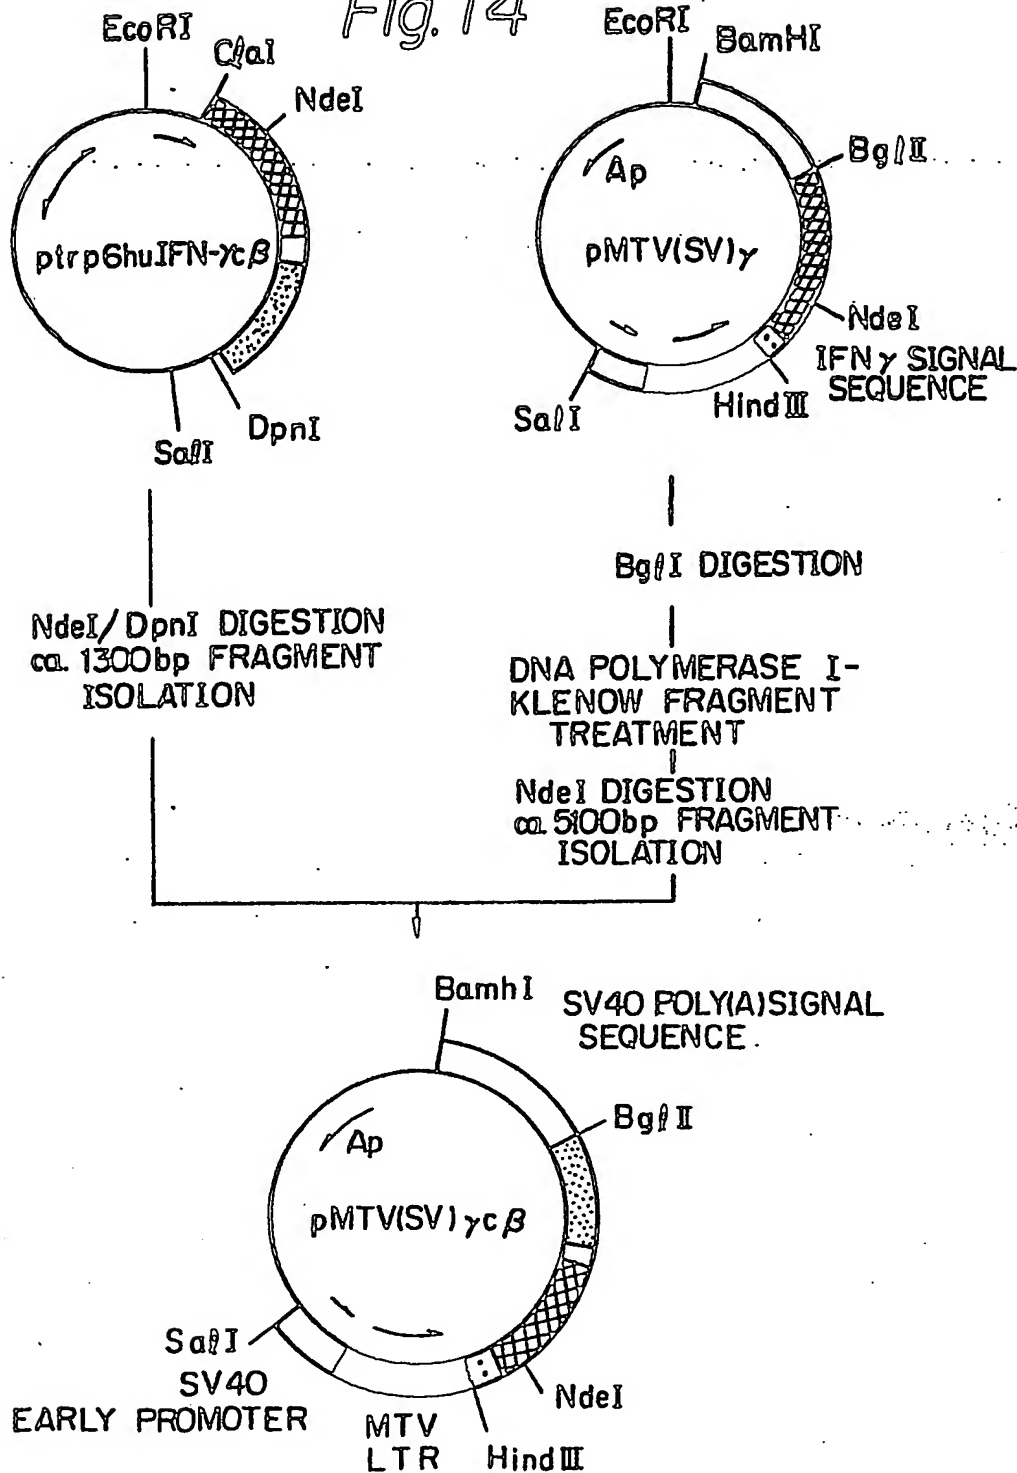 Fig. 14
EcoRI
ClaI
NdeI
ptrp6huIFN-γcβ
DpnI
SalI
EcoRI
BamHI
BglII
Ap
pMTV(SV)γ
NdeI
IFNγ SIGNAL
SEQUENCE
HindIII
SalI
NdeI/DpnI DIGESTION
ca. 1300bp FRAGMENT
ISOLATION
BglI DIGESTION
DNA POLYMERASE I-
KLENOW FRAGMENT
TREATMENT
NdeI DIGESTION
ca. 5100bp FRAGMENT
ISOLATION
BamhI
SV40 POLY(A)SIGNAL
SEQUENCE.
BglII
Ap
pMTV(SV)γcβ
SalI
SV40
EARLY PROMOTER
NdeI
MTV
LTR
HindIII